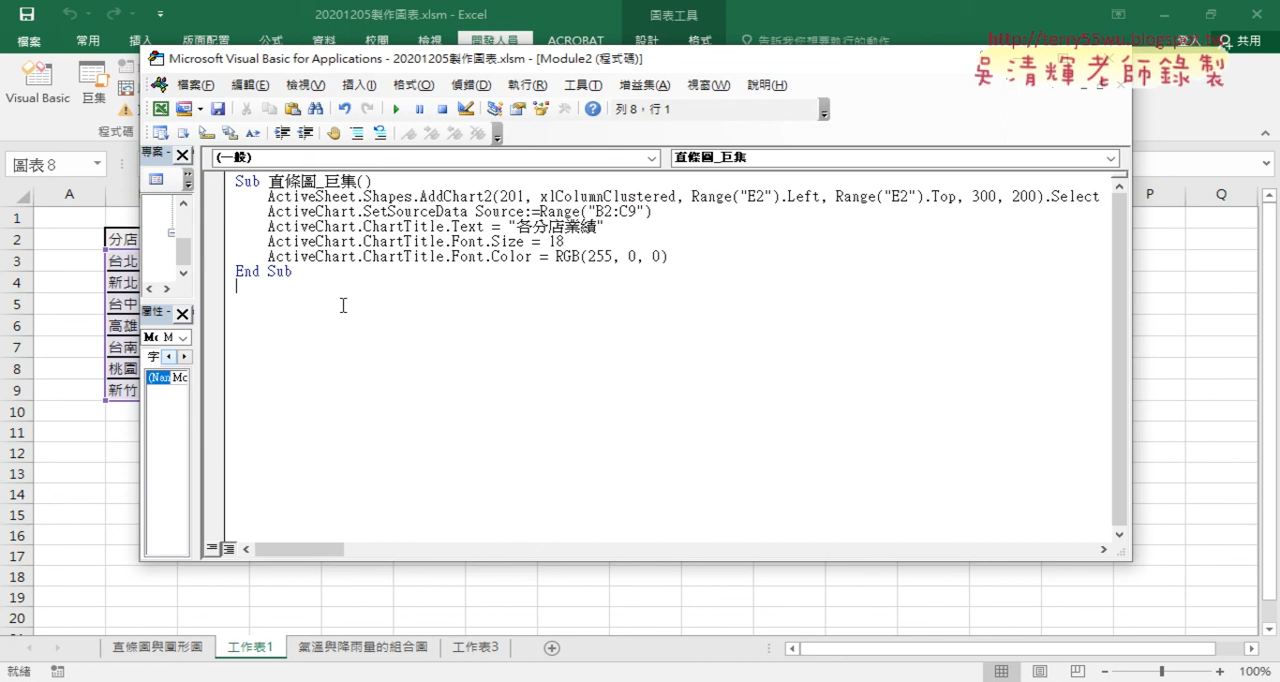 20201205製作圖表.xlsm - Excel
圖表工具
檔案 常用 插入 版面配置 公式 資料 校閱 檢視 開發人員 ACROBAT 設計 格式 告訴我您想要執行的動作 登入 共用
http://terry55wu.blogspot.tw
吳清輝老師錄製
Visual Basic 巨集
程式碼
Microsoft Visual Basic for Applications - 20201205製作圖表.xlsm - [Module2 (程式碼)]
檔案(F) 編輯(E) 檢視(V) 插入(I) 格式(O) 偵錯(D) 執行(R) 工具(T) 增益集(A) 視窗(W) 說明(H)
列 8，行 1
專案 -
(一般)
直條圖_巨集
圖表 8
Sub 直條圖_巨集()
ActiveSheet.Shapes.AddChart2(201, xlColumnClustered, Range("E2").Left, Range("E2").Top, 300, 200).Select
ActiveChart.SetSourceData Source:=Range("B2:C9")
ActiveChart.ChartTitle.Text = "各分店業績"
ActiveChart.ChartTitle.Font.Size = 18
ActiveChart.ChartTitle.Font.Color = RGB(255, 0, 0)
End Sub
屬性 -
Mc M
字
(Nan Mc
A P Q
1
2 分店
3 台北
4 新北
5 台中
6 高雄
7 台南
8 桃園
9 新竹
10
11
12
13
14
15
16
17
18
19
20
直條圖與圓形圖 工作表1 氣溫與降雨量的組合圖 工作表3
就緒
100%